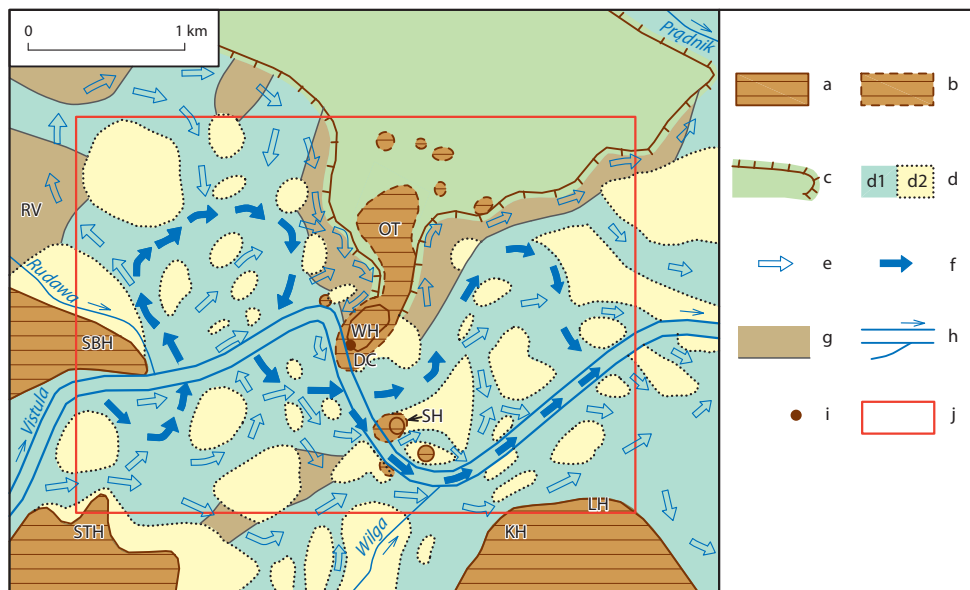 0 1 km
Prądnik
RV
OT
Rudawa
WH
SBH
DC
Vistula
SH
STH
Wilga
KH
LH
a b
c d1 d2 d
e f
g h
i j